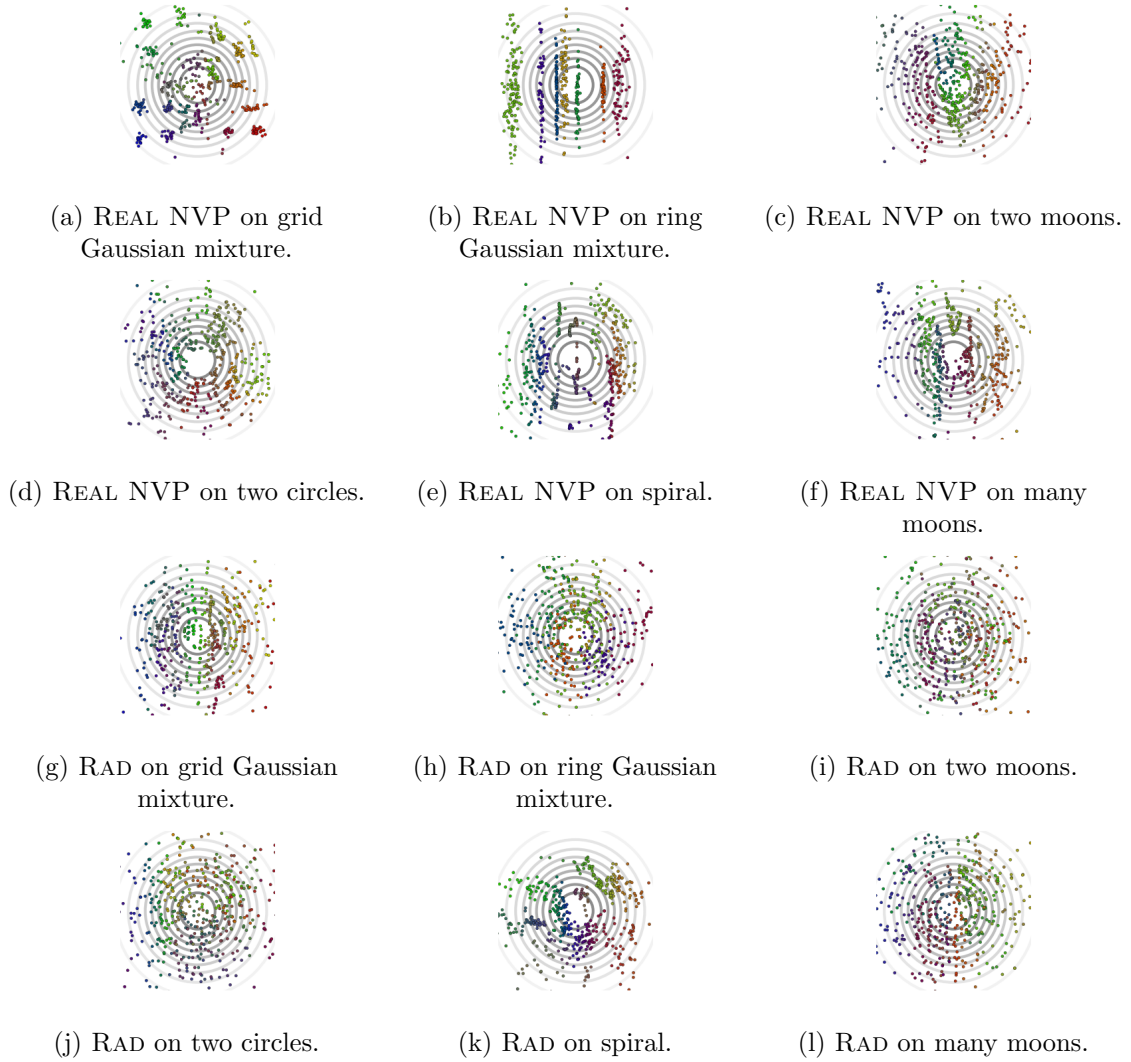 (a) REAL NVP on grid
Gaussian mixture.
(b) REAL NVP on ring
Gaussian mixture.
(c) REAL NVP on two moons.
(d) REAL NVP on two circles.
(e) REAL NVP on spiral.
(f) REAL NVP on many
moons.
(g) RAD on grid Gaussian
mixture.
(h) RAD on ring Gaussian
mixture.
(i) RAD on two moons.
(j) RAD on two circles.
(k) RAD on spiral.
(l) RAD on many moons.